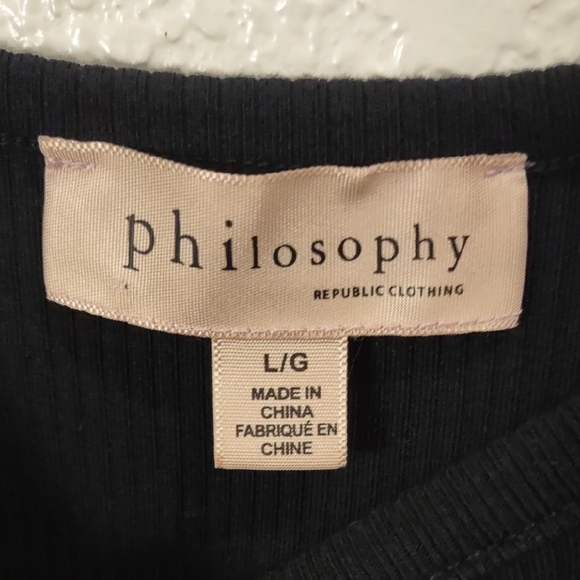 philosophy
REPUBLIC CLOTHING
L/G
MADE IN
CHINA
FABRIQUÉ EN
CHINE